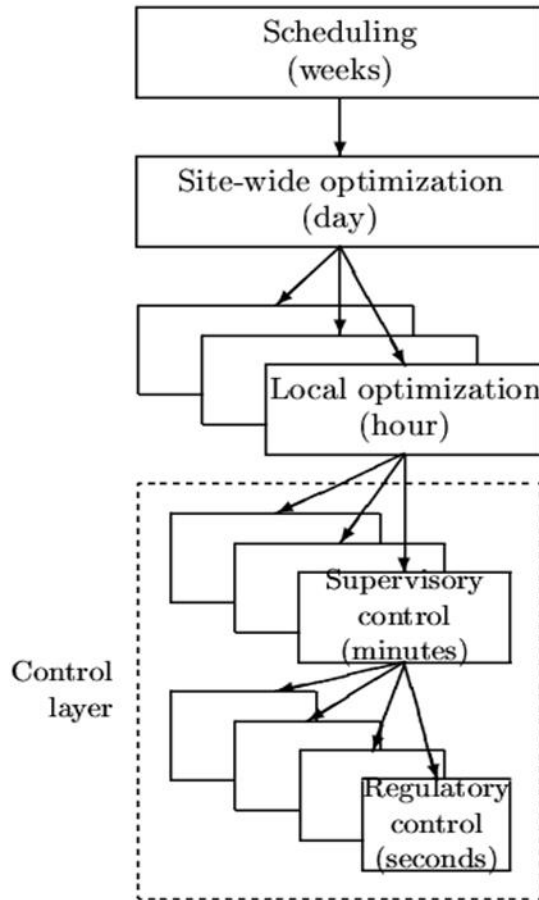 Scheduling
(weeks)
Site-wide optimization
(day)
Local optimization
(hour)
Supervisory
control
(minutes)
Control
layer
Regulatory
control
(seconds)